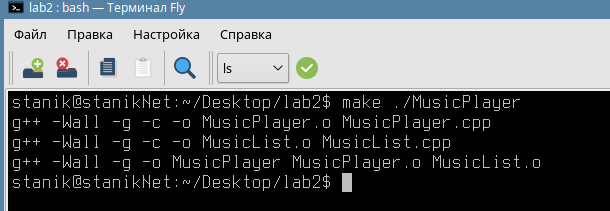 lab2 : bash — Терминал Fly
Файл Правка Настройка Справка
ls
stanik@stanikNet:~/Desktop/lab2$ make ./MusicPlayer
g++ -Wall -g -c -o MusicPlayer.o MusicPlayer.cpp
g++ -Wall -g -c -o MusicList.o MusicList.cpp
g++ -Wall -g -o MusicPlayer MusicPlayer.o MusicList.o
stanik@stanikNet:~/Desktop/lab2$